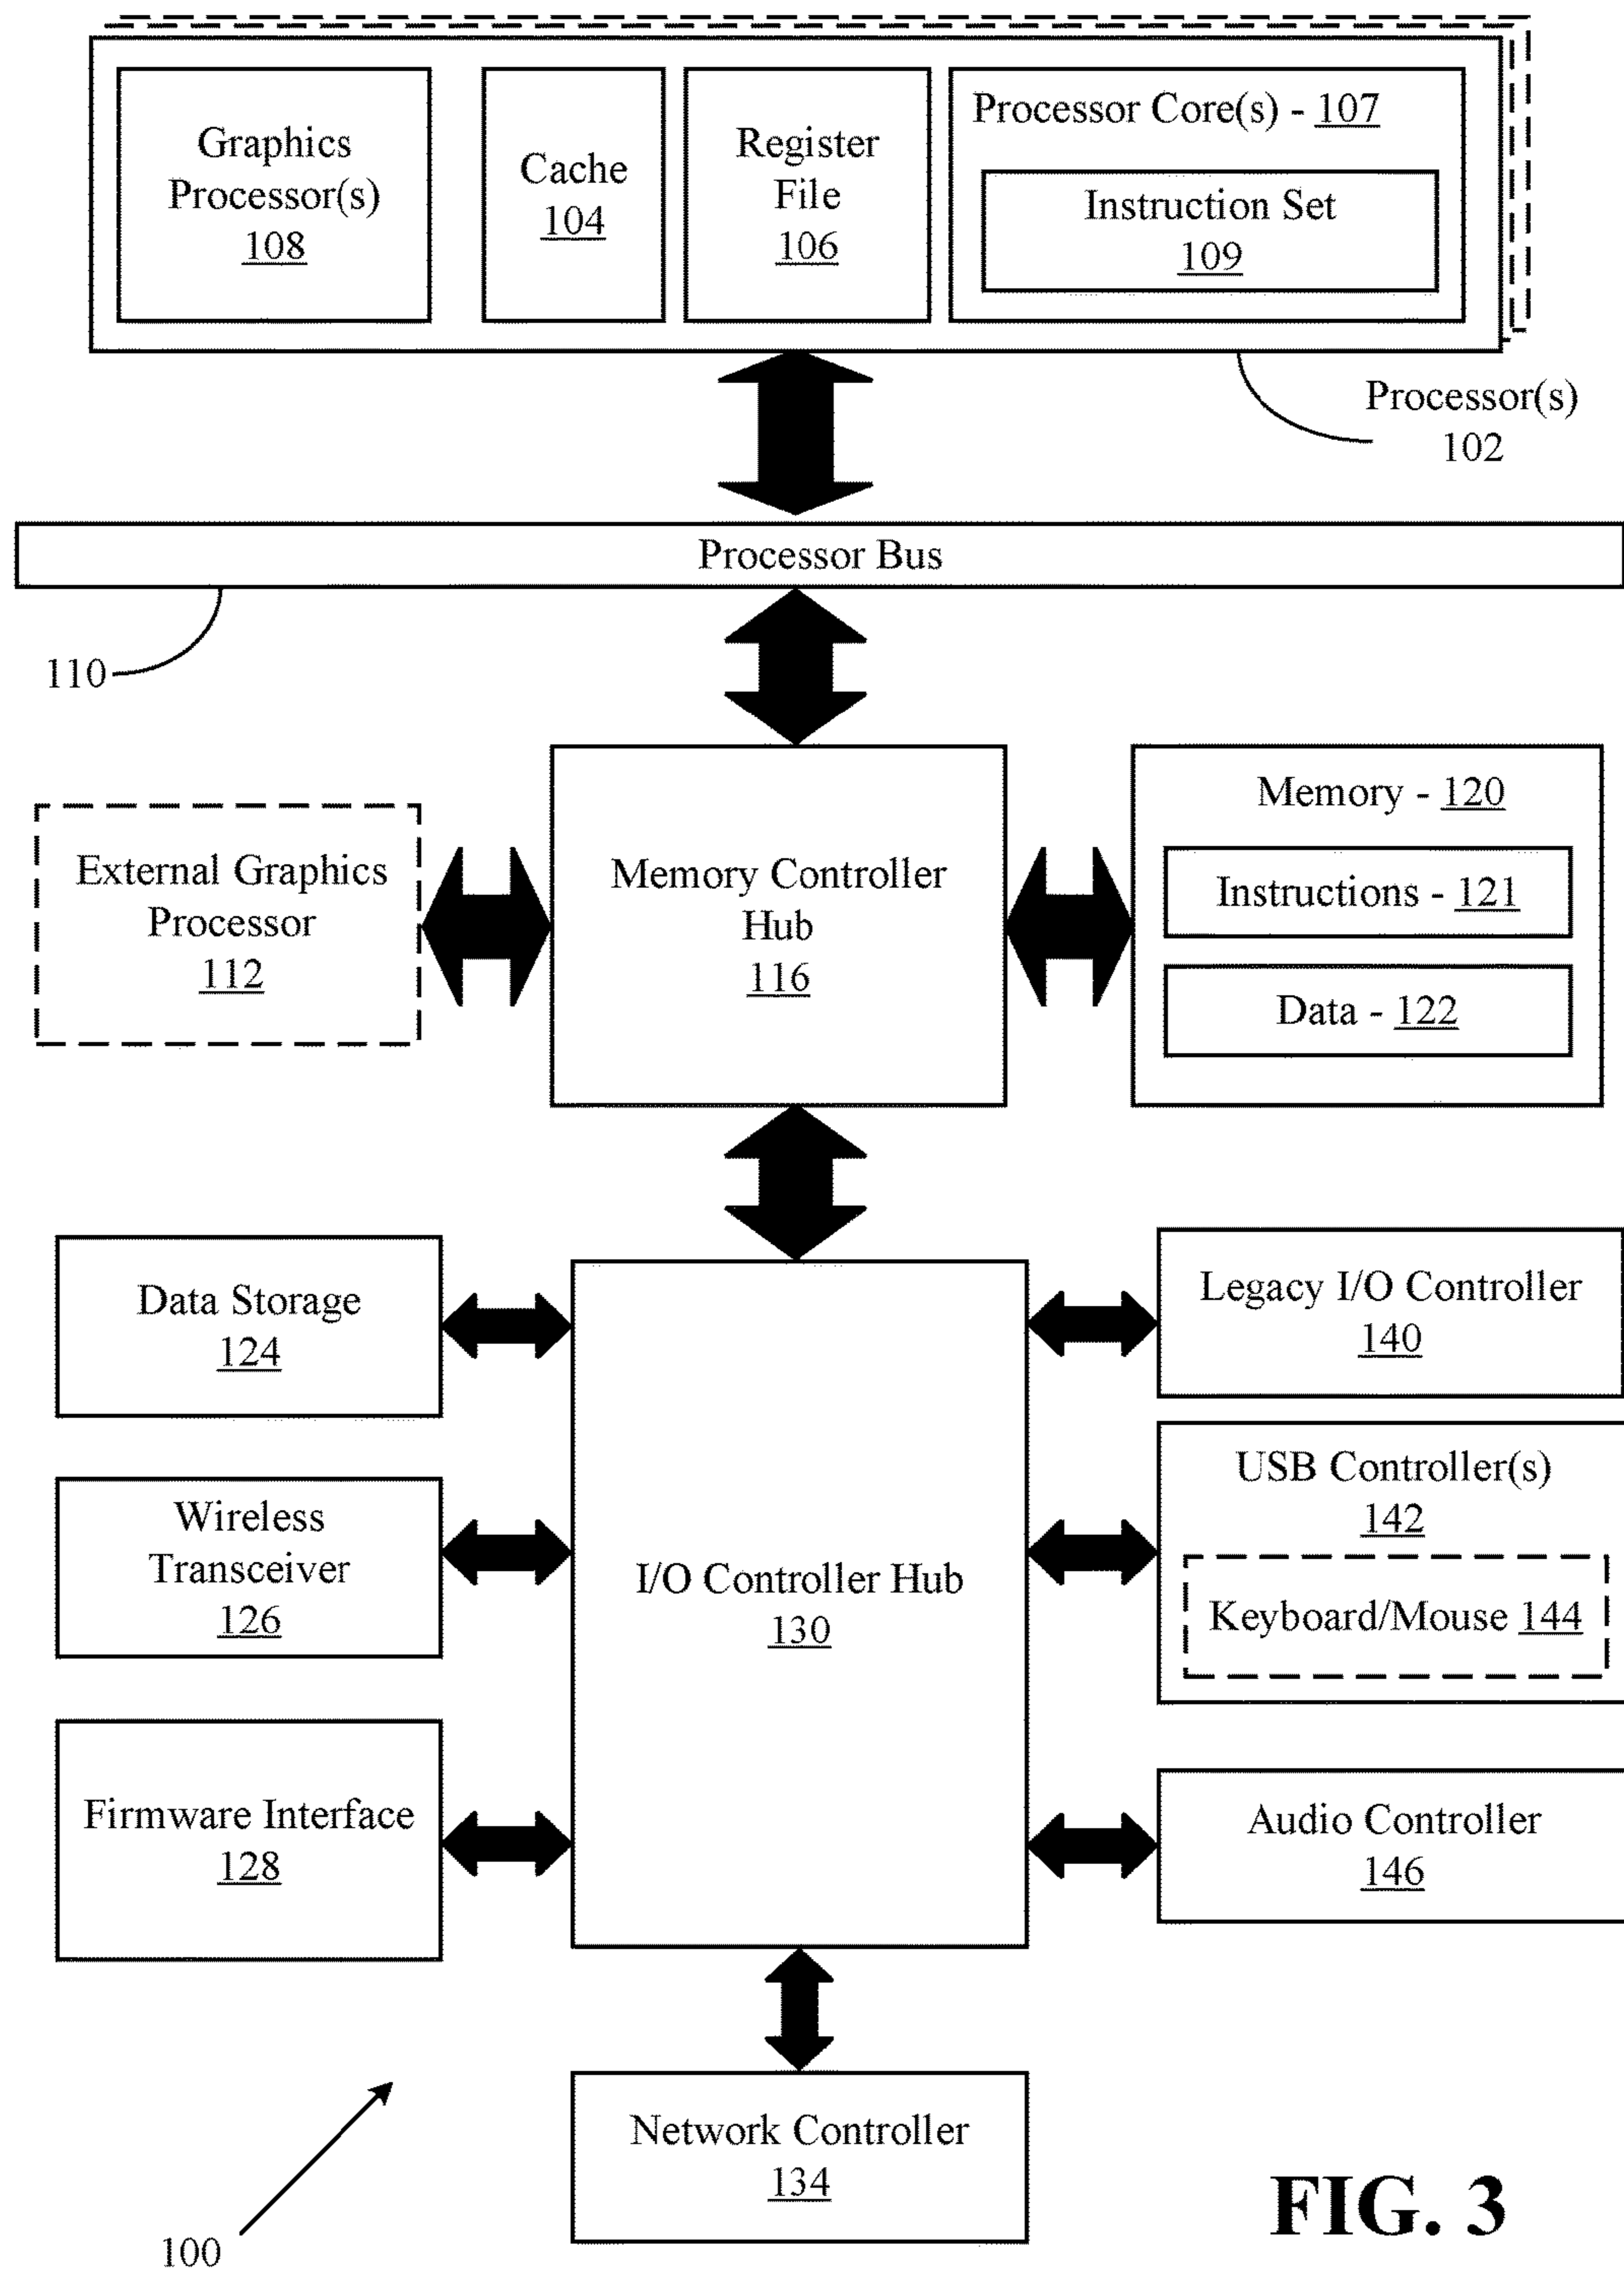 Graphics
Processor(s)
108
Cache
104
Register
File
106
Processor Core(s) - 107
Instruction Set
109
Processor(s)
102
Processor Bus
110
External Graphics
Processor
112
Memory Controller
Hub
116
Memory - 120
Instructions - 121
Data - 122
Data Storage
124
Wireless
Transceiver
126
Firmware Interface
128
I/O Controller Hub
130
Legacy I/O Controller
140
USB Controller(s)
142
Keyboard/Mouse 144
Audio Controller
146
Network Controller
134
100
FIG. 3